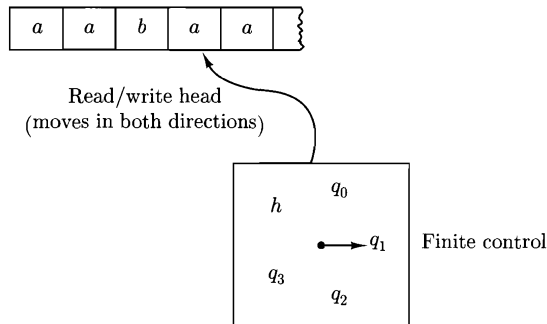 a a b a a
Read/write head
(moves in both directions)
q₀
h
q₁ Finite control
q₃
q₂